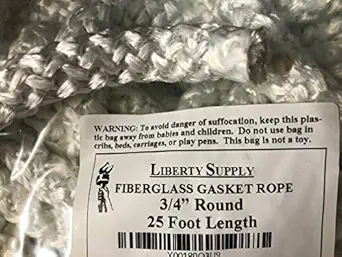 WARNING: To avoid danger of suffocation, keep this plas-
tic bag away from babies and children. Do not use bag in
cribs, beds, carriages, or play pens. This bag is not a toy.
LIBERTY SUPPLY
FIBERGLASS GASKET ROPE
3/4" Round
25 Foot Length